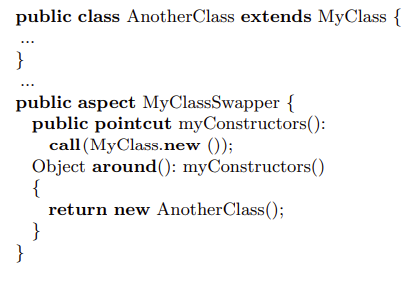 public class AnotherClass extends MyClass {
...
}
...
public aspect MyClassSwapper {
public pointcut myConstructors():
call(MyClass.new ());
Object around(): myConstructors()
{
return new AnotherClass();
}
}